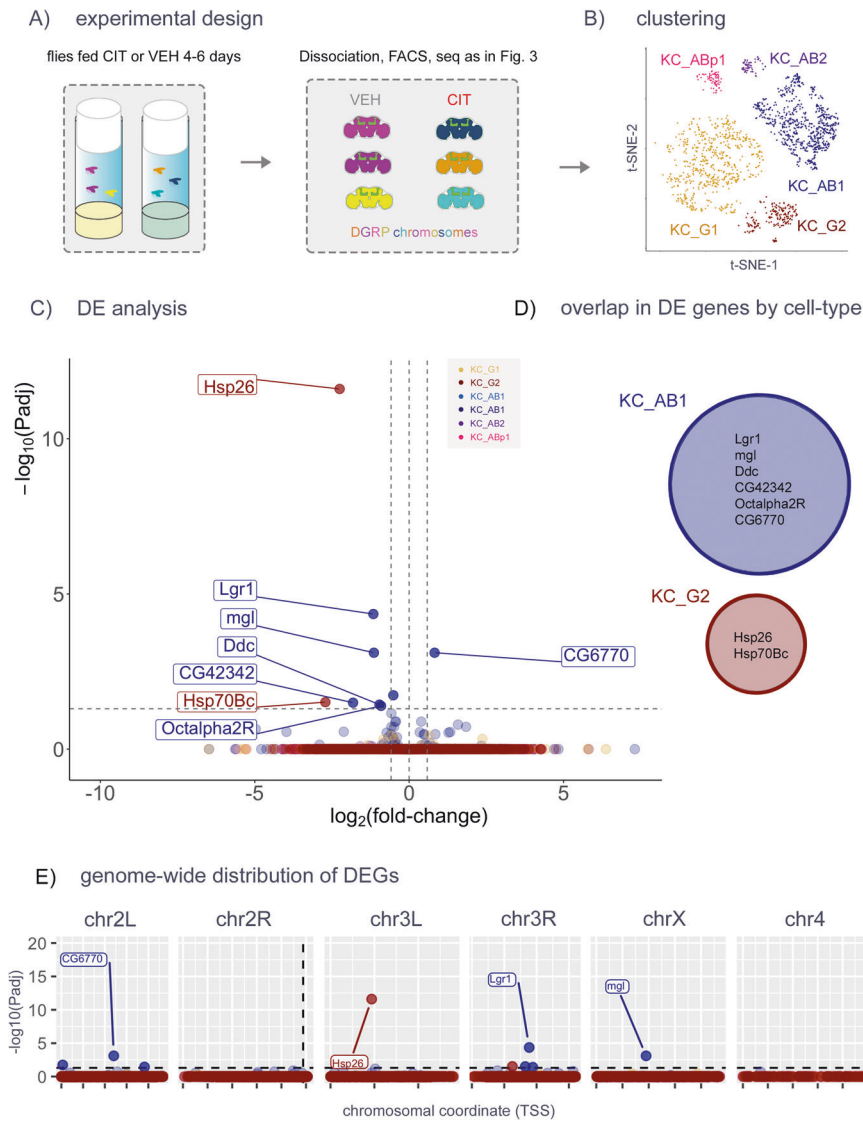 A) experimental design
flies fed CIT or VEH 4-6 days
Dissociation, FACS, seq as in Fig. 3
VEH CIT
DGRP chromosomes
B) clustering
KC_ABp1
KC_AB2
KC_AB1
KC_G1
KC_G2
t-SNE-2
t-SNE-1
C) DE analysis
−log10(Padj)
10
5
0
-10 -5 0 5
log2(fold-change)
Hsp26
Lgr1
mgl
Ddc
CG42342
Hsp70Bc
Octalpha2R
CG6770
KC_G1
KC_G2
KC_AB1
KC_AB1
KC_AB2
KC_ABp1
D) overlap in DE genes by cell-type
KC_AB1
Lgr1
mgl
Ddc
CG42342
Octalpha2R
CG6770
KC_G2
Hsp26
Hsp70Bc
E) genome-wide distribution of DEGs
chr2L chr2R chr3L chr3R chrX chr4
-log10(Padj)
20
15
10
5
0
CG6770
Hsp26
Lgr1
mgl
chromosomal coordinate (TSS)